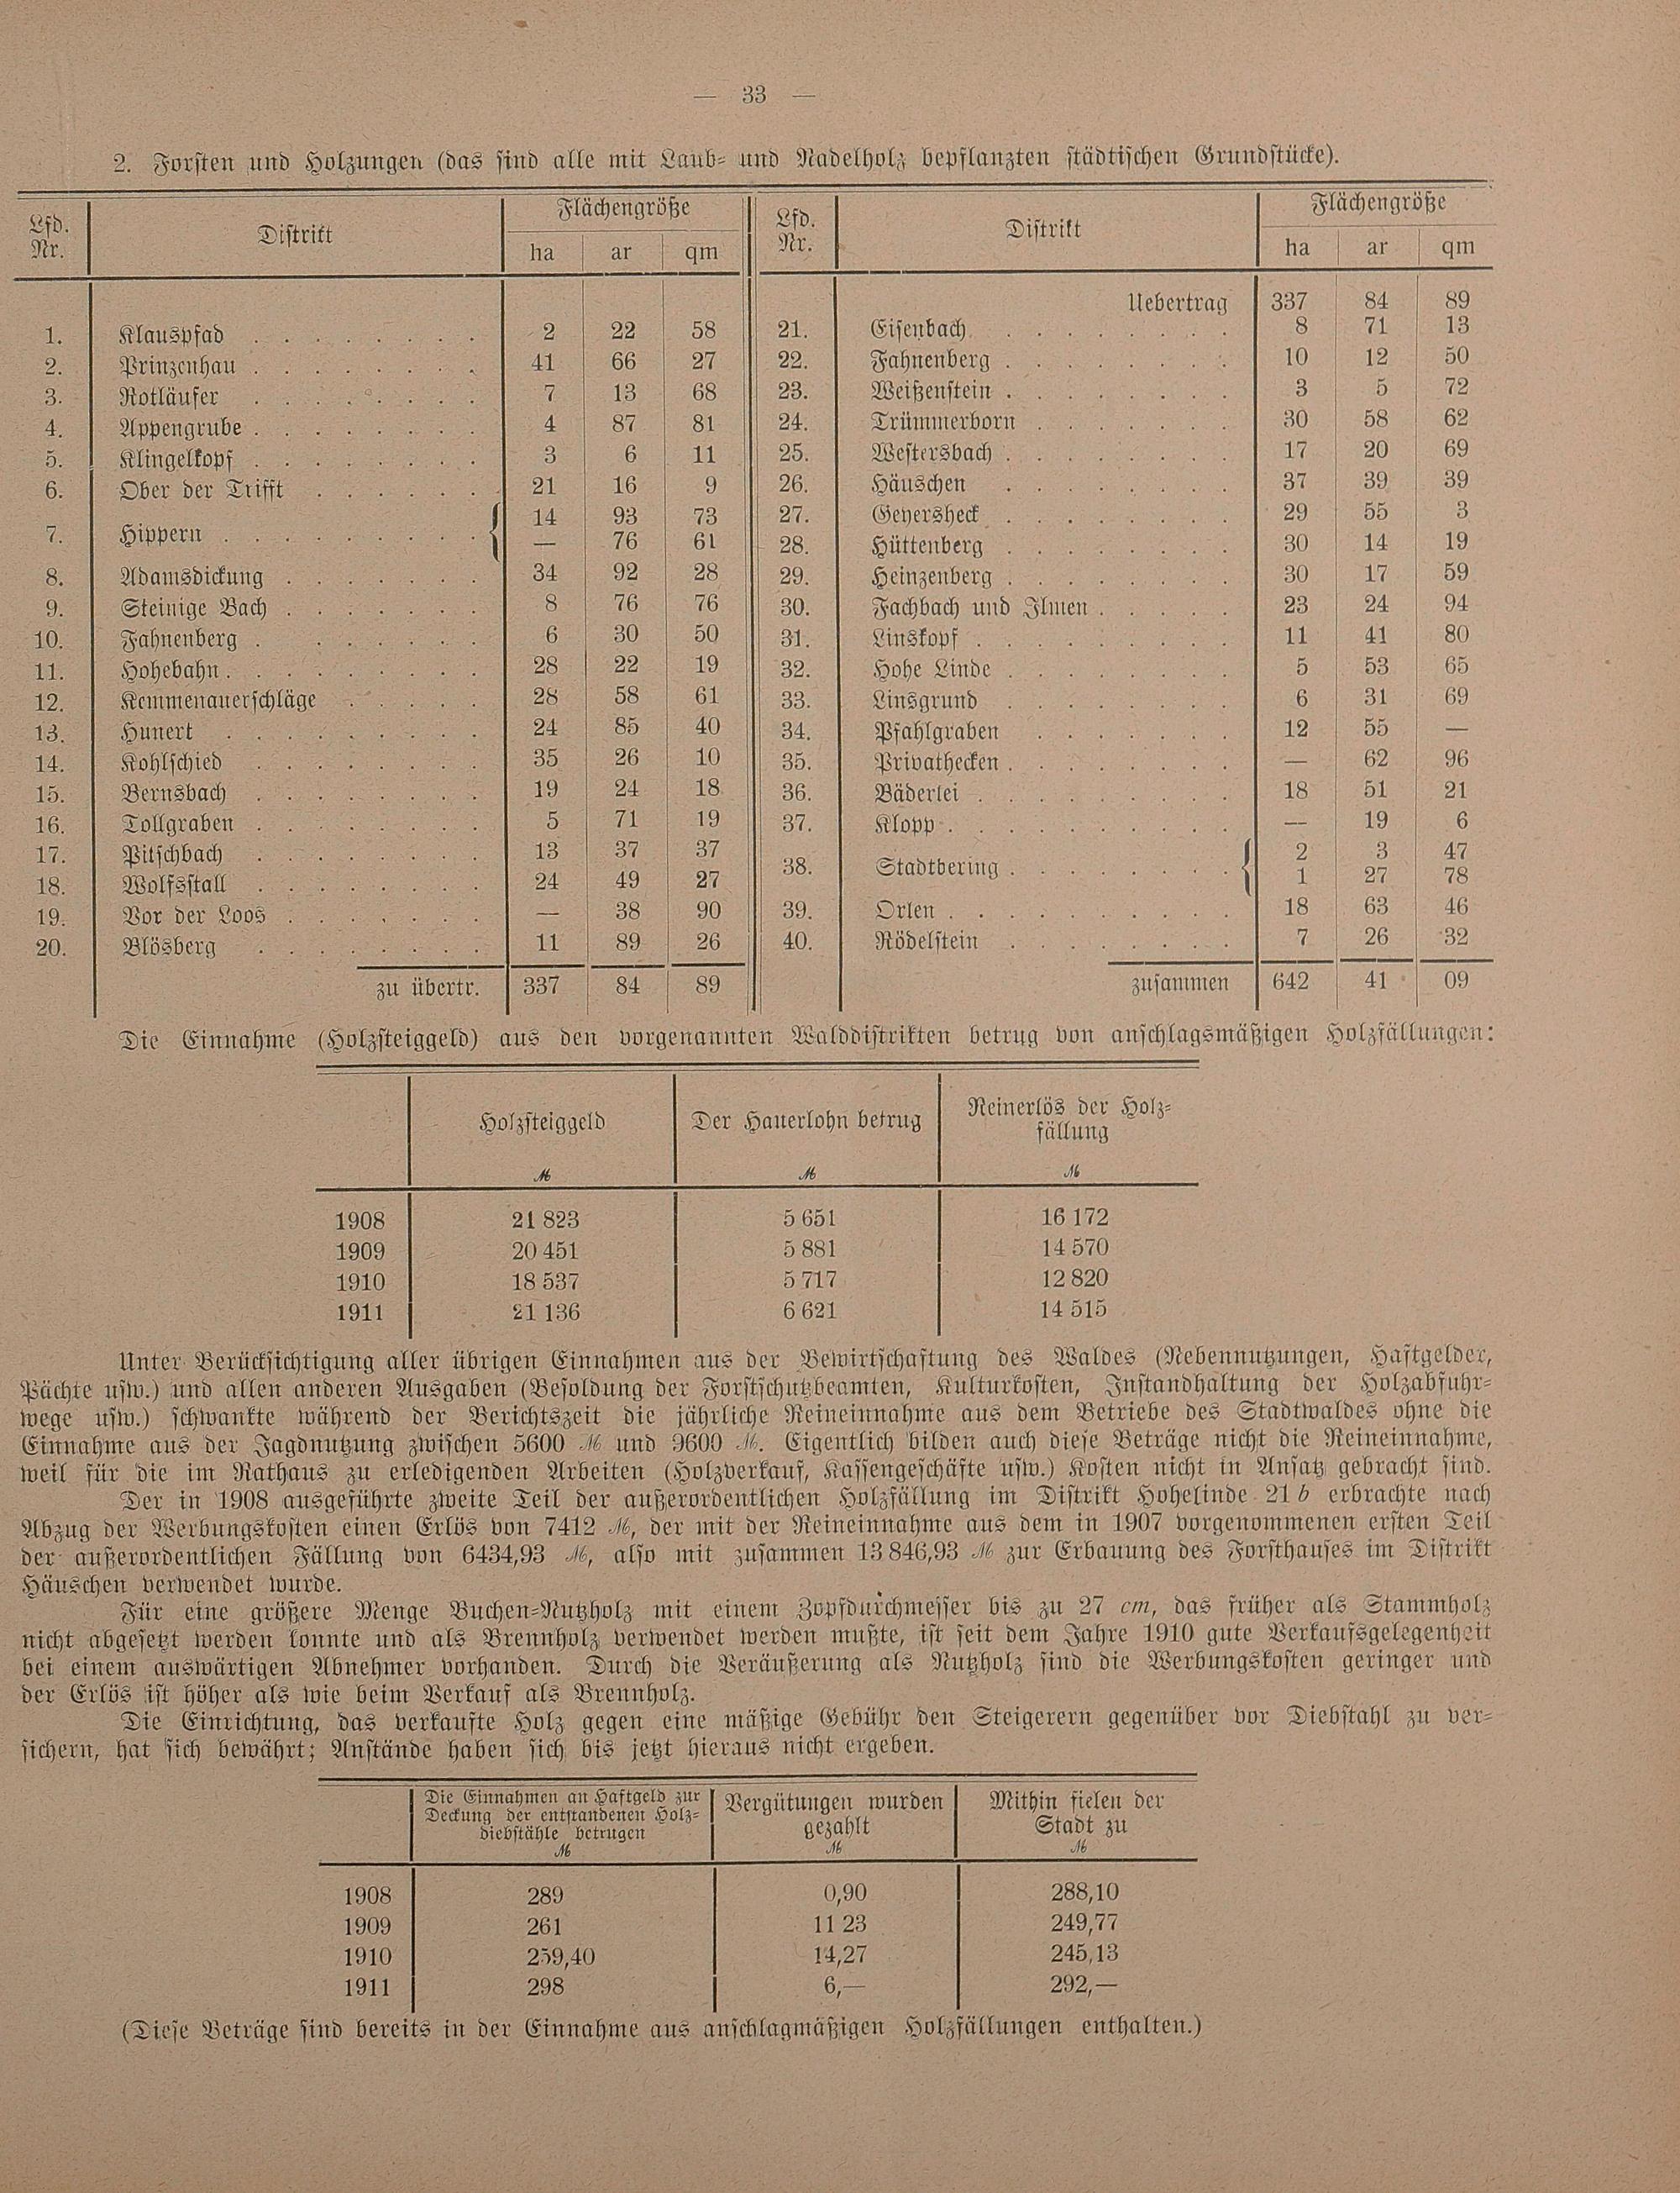 — 33 —
2. Forsten und Holzungen (das sind alle mit Laub- und Nadelholz bepflanzten städtischen Grundstücke).
Lfd. Nr. | Distrikt | Flächengröße ha | ar | qm
1. Klauspfad 2 22 58
2. Prinzenhau 41 66 27
3. Rotläufer 7 13 68
4. Appengrube 4 87 81
5. Klingelkopf 3 6 11
6. Ober der Trifft 21 16 9
7. Hippern { 14 93 73
— 76 61
8. Adamsdickung 34 92 28
9. Steinige Bach 8 76 76
10. Fahnenberg 6 30 50
11. Hohebahn 28 22 19
12. Kemmenauerschläge 28 58 61
13. Hunert 24 85 40
14. Kohlschied 35 26 10
15. Bernsbach 19 24 18
16. Tollgraben 5 71 19
17. Pitschbach 13 37 37
18. Wolfsstall 24 49 27
19. Vor der Loos — 38 90
20. Blösberg 11 89 26
zu übertr. 337 84 89
Lfd. Nr. | Distrikt | Flächengröße ha | ar | qm
Uebertrag 337 84 89
21. Eisenbach 8 71 13
22. Fahnenberg 10 12 50
23. Weißenstein 3 5 72
24. Trümmerborn 30 58 62
25. Westersbach 17 20 69
26. Häuschen 37 39 39
27. Geyersheck 29 55 3
28. Hüttenberg 30 14 19
29. Heinzenberg 30 17 59
30. Fachbach und Ilmen 23 24 94
31. Linskopf 11 41 80
32. Hohe Linde 5 53 65
33. Linsgrund 6 31 69
34. Pfahlgraben 12 55 —
35. Privathecken — 62 96
36. Bäderlei 18 51 21
37. Klopp — 19 6
38. Stadtbering { 2 3 47
1 27 78
39. Orlen 18 63 46
40. Rödelstein 7 26 32
zusammen 642 41 09
Die Einnahme (Holzsteiggeld) aus den vorgenannten Walddistrikten betrug von anschlagsmäßigen Holzfällungen:
Holzsteiggeld ℳ | Der Hauerlohn betrug ℳ | Reinerlös der Holz-
fällung ℳ
1908 21 823 5 651 16 172
1909 20 451 5 881 14 570
1910 18 537 5 717 12 820
1911 21 136 6 621 14 515
Unter Berücksichtigung aller übrigen Einnahmen aus der Bewirtschaftung des Waldes (Nebennutzungen, Haftgelder,
Pächte usw.) und allen anderen Ausgaben (Besoldung der Forstschutzbeamten, Kulturkosten, Instandhaltung der Holzabfuhr-
wege usw.) schwankte während der Berichtszeit die jährliche Reineinnahme aus dem Betriebe des Stadtwaldes ohne die
Einnahme aus der Jagdnutzung zwischen 5600 ℳ und 9600 ℳ. Eigentlich bilden auch diese Beträge nicht die Reineinnahme,
weil für die im Rathaus zu erledigenden Arbeiten (Holzverkauf, Kassengeschäfte usw.) Kosten nicht in Ansatz gebracht sind.
Der in 1908 ausgeführte zweite Teil der außerordentlichen Holzfällung im Distrikt Hohelinde 21 b erbrachte nach
Abzug der Werbungskosten einen Erlös von 7412 ℳ, der mit der Reineinnahme aus dem in 1907 vorgenommenen ersten Teil
der außerordentlichen Fällung von 6434,93 ℳ, also mit zusammen 13 846,93 ℳ zur Erbauung des Forsthauses im Distrikt
Häuschen verwendet wurde.
Für eine größere Menge Buchen-Nutzholz mit einem Zopfdurchmesser bis zu 27 cm, das früher als Stammholz
nicht abgesetzt werden konnte und als Brennholz verwendet werden mußte, ist seit dem Jahre 1910 gute Verkaufsgelegenheit
bei einem auswärtigen Abnehmer vorhanden. Durch die Veräußerung als Nutzholz sind die Werbungskosten geringer und
der Erlös ist höher als wie beim Verkauf als Brennholz.
Die Einrichtung, das verkaufte Holz gegen eine mäßige Gebühr den Steigerern gegenüber vor Diebstahl zu ver-
sichern, hat sich bewährt; Anstände haben sich bis jetzt hieraus nicht ergeben.
Die Einnahmen an Haftgeld zur
Deckung der entstandenen Holz-
diebstähle betrugen ℳ | Vergütungen wurden
gezahlt ℳ | Mithin fielen der
Stadt zu ℳ
1908 289 0,90 288,10
1909 261 11 23 249,77
1910 259,40 14,27 245,13
1911 298 6,— 292,—
(Diese Beträge sind bereits in der Einnahme aus anschlagmäßigen Holzfällungen enthalten.)